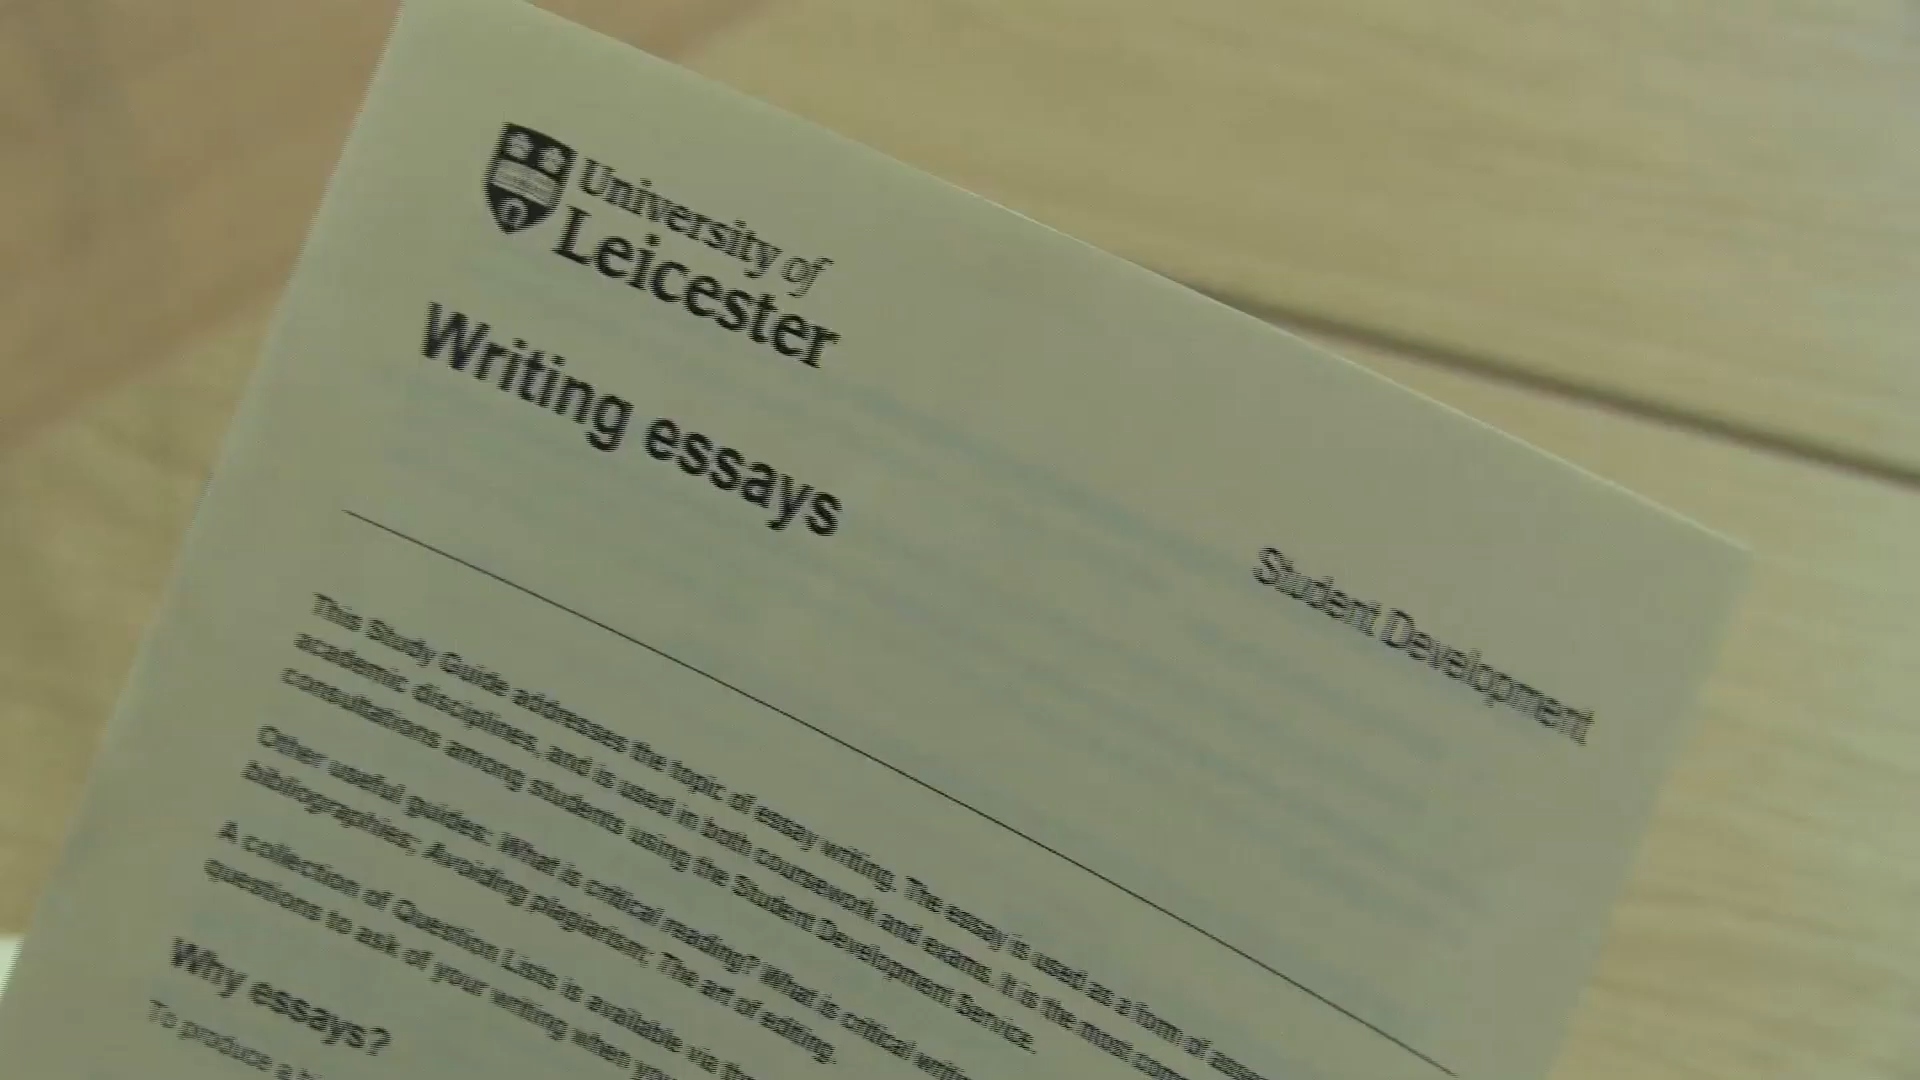 University of
Leicester
Writing essays
Student Development
This Study Guide addresses the topic of essay writing. The essay is used as a form of
academic disciplines, and is used in both coursework and exams. It is the most
consultations among students using the Student Development Service.
Other useful guides: What is critical reading? What is critical
bibliographies; Avoiding plagiarism; The art of editing.
A collection of Question Lists is available via the
questions to ask of your writing when you
Why essays?
To produce a